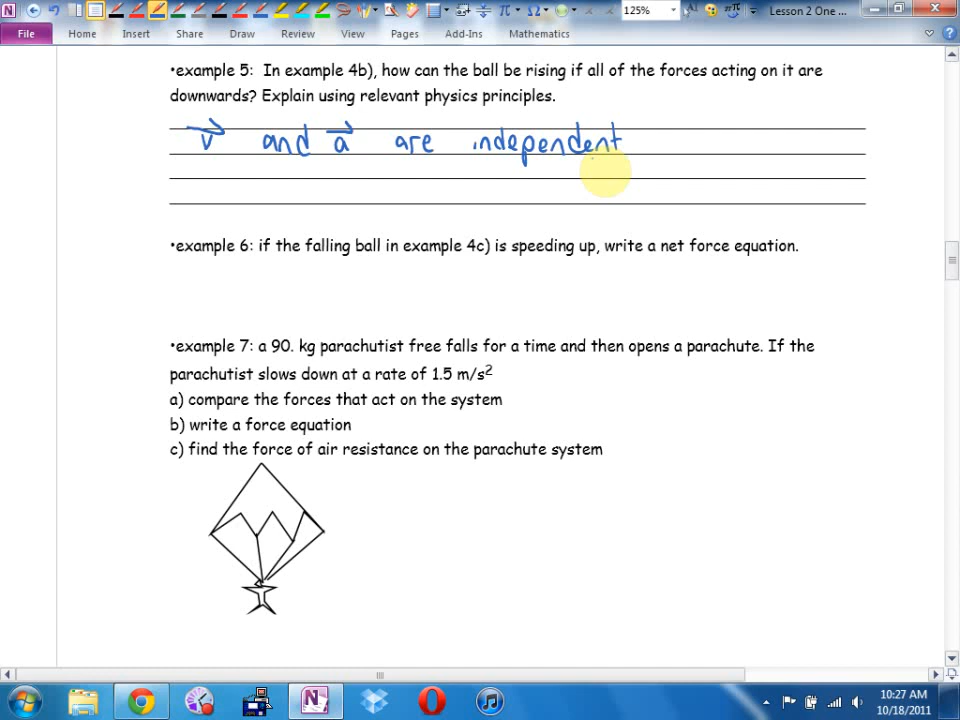 125%
Lesson 2 One ...
File Home Insert Share Draw Review View Pages Add-Ins Mathematics
•example 5: In example 4b), how can the ball be rising if all of the forces acting on it are
downwards? Explain using relevant physics principles.
v and a are independent
•example 6: if the falling ball in example 4c) is speeding up, write a net force equation.
•example 7: a 90. kg parachutist free falls for a time and then opens a parachute. If the
parachutist slows down at a rate of 1.5 m/s²
a) compare the forces that act on the system
b) write a force equation
c) find the force of air resistance on the parachute system
10:27 AM
10/18/2011